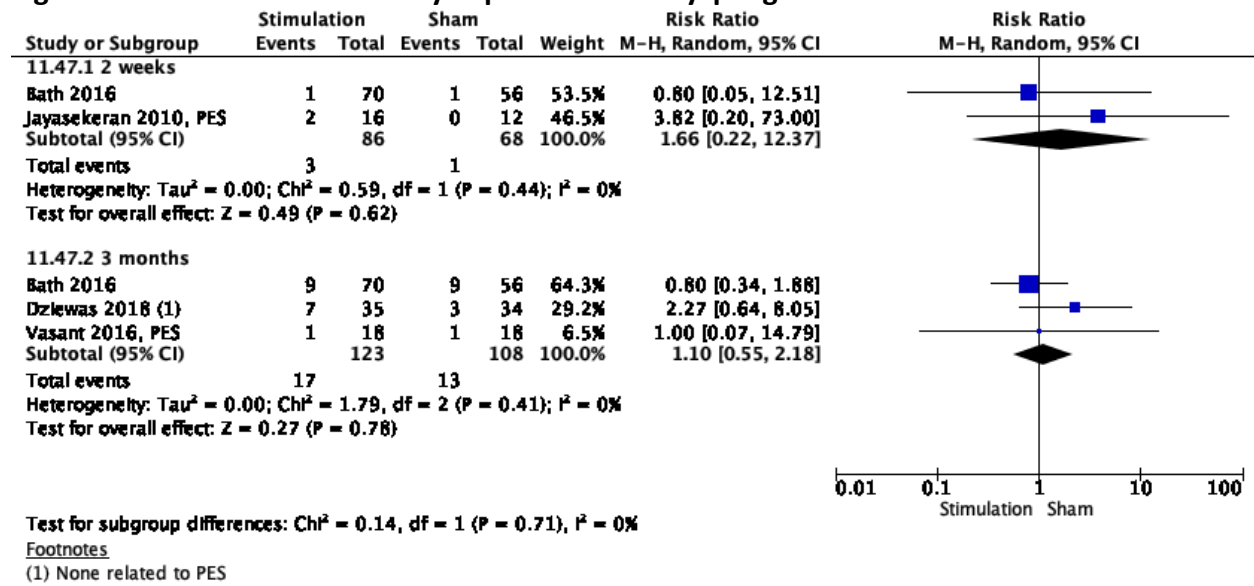 Stimulation Sham Risk Ratio Risk Ratio
Study or Subgroup Events Total Events Total Weight M-H, Random, 95% CI M-H, Random, 95% CI
11.47.1 2 weeks
Bath 2016 1 70 1 56 53.5% 0.80 [0.05, 12.51]
Jayasekeran 2010, PES 2 16 0 12 46.5% 3.82 [0.20, 73.00]
Subtotal (95% CI) 86 68 100.0% 1.66 [0.22, 12.37]
Total events 3 1
Heterogeneity: Tau² = 0.00; Chi² = 0.59, df = 1 (P = 0.44); I² = 0%
Test for overall effect: Z = 0.49 (P = 0.62)
11.47.2 3 months
Bath 2016 9 70 9 56 64.3% 0.80 [0.34, 1.88]
Dziewas 2018 (1) 7 35 3 34 29.2% 2.27 [0.64, 8.05]
Vasant 2016, PES 1 18 1 18 6.5% 1.00 [0.07, 14.79]
Subtotal (95% CI) 123 108 100.0% 1.10 [0.55, 2.18]
Total events 17 13
Heterogeneity: Tau² = 0.00; Chi² = 1.79, df = 2 (P = 0.41); I² = 0%
Test for overall effect: Z = 0.27 (P = 0.78)
0.01 0.1 1 10 100
Stimulation Sham
Test for subgroup differences: Chi² = 0.14, df = 1 (P = 0.71), I² = 0%
Footnotes
(1) None related to PES